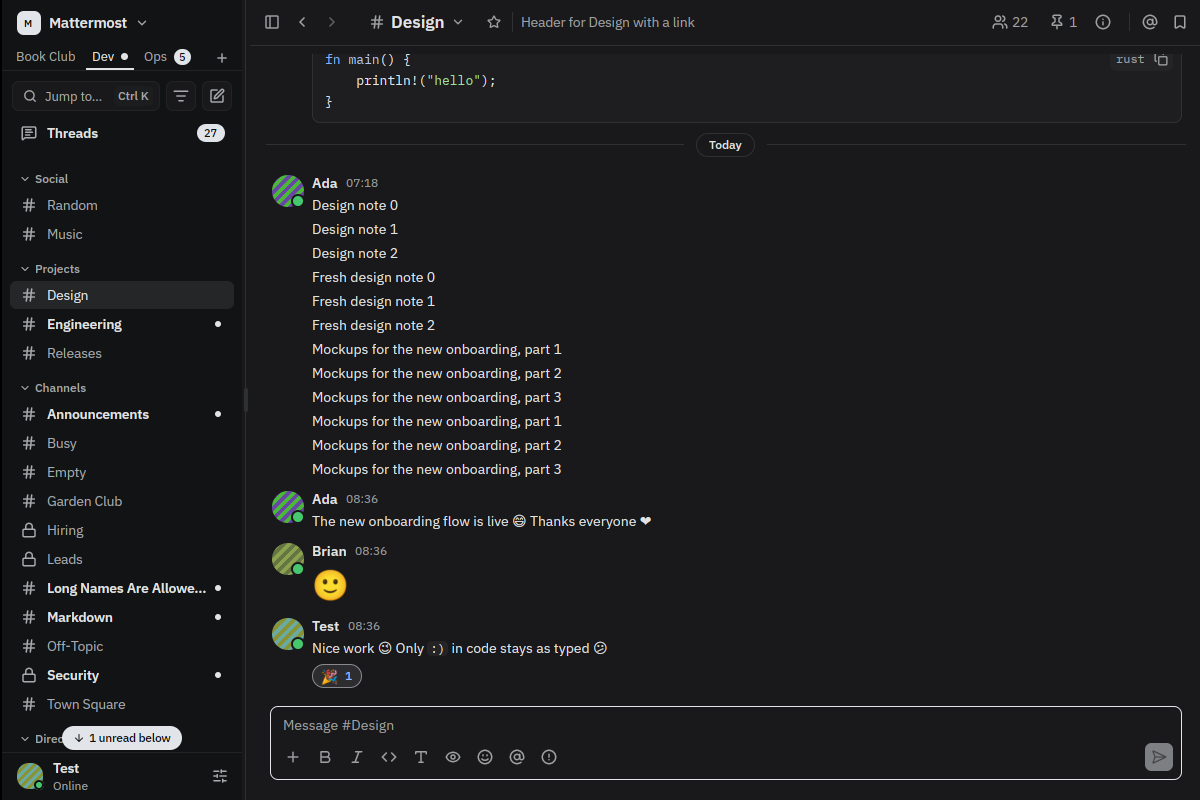 M Mattermost
Book Club Dev Ops 5
Jump to... Ctrl K
Threads 27
Social
Random
Music
Projects
Design
Engineering
Releases
Channels
Announcements
Busy
Empty
Garden Club
Hiring
Leads
Long Names Are Allowe...
Markdown
Off-Topic
Security
Town Square
Direc
1 unread below
Test
Online
Design Header for Design with a link 22 1
fn main() {
rust
println!("hello");
}
Today
Ada 07:18
Design note 0
Design note 1
Design note 2
Fresh design note 0
Fresh design note 1
Fresh design note 2
Mockups for the new onboarding, part 1
Mockups for the new onboarding, part 2
Mockups for the new onboarding, part 3
Mockups for the new onboarding, part 1
Mockups for the new onboarding, part 2
Mockups for the new onboarding, part 3
Ada 08:36
The new onboarding flow is live 😄 Thanks everyone ❤
Brian 08:36
🙂
Test 08:36
Nice work 😉 Only :) in code stays as typed 😕
🎉 1
Message #Design